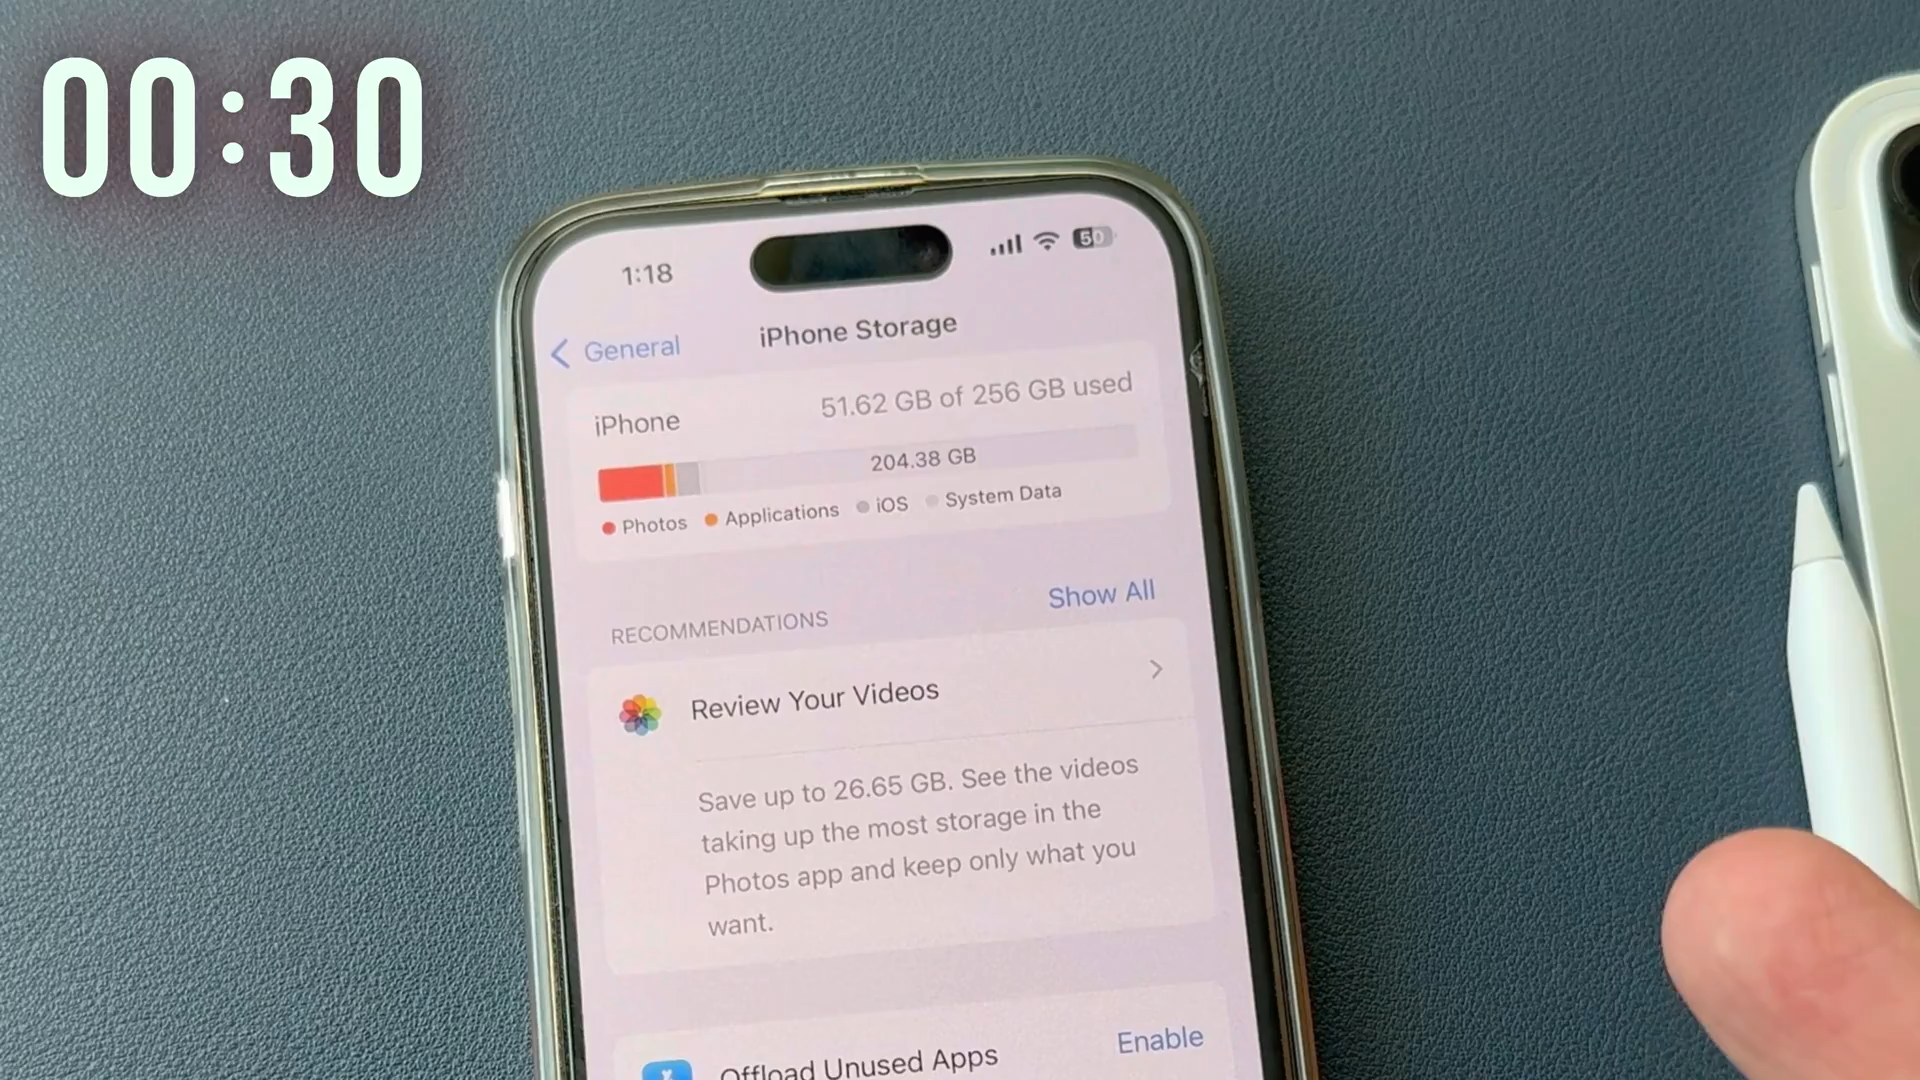 00:30
1:18
50
General
iPhone Storage
iPhone
51.62 GB of 256 GB used
204.38 GB
Photos
Applications
iOS
System Data
RECOMMENDATIONS
Show All
Review Your Videos
Save up to 26.65 GB. See the videos
taking up the most storage in the
Photos app and keep only what you
want.
Offload Unused Apps
Enable